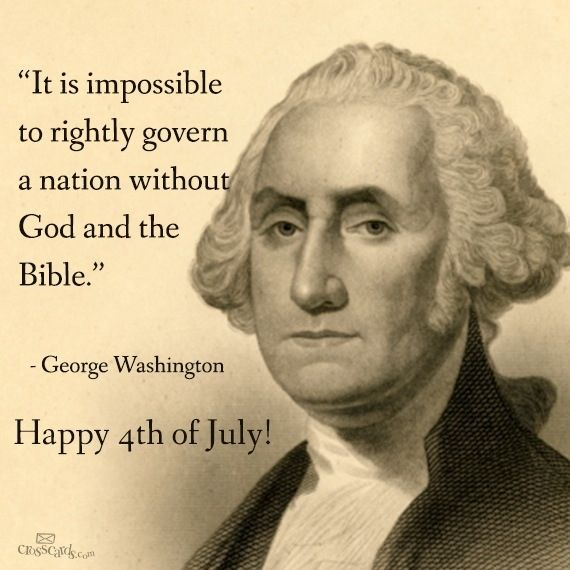 “It is impossible
to rightly govern
a nation without
God and the
Bible.”
- George Washington
Happy 4th of July!
crosscards.com